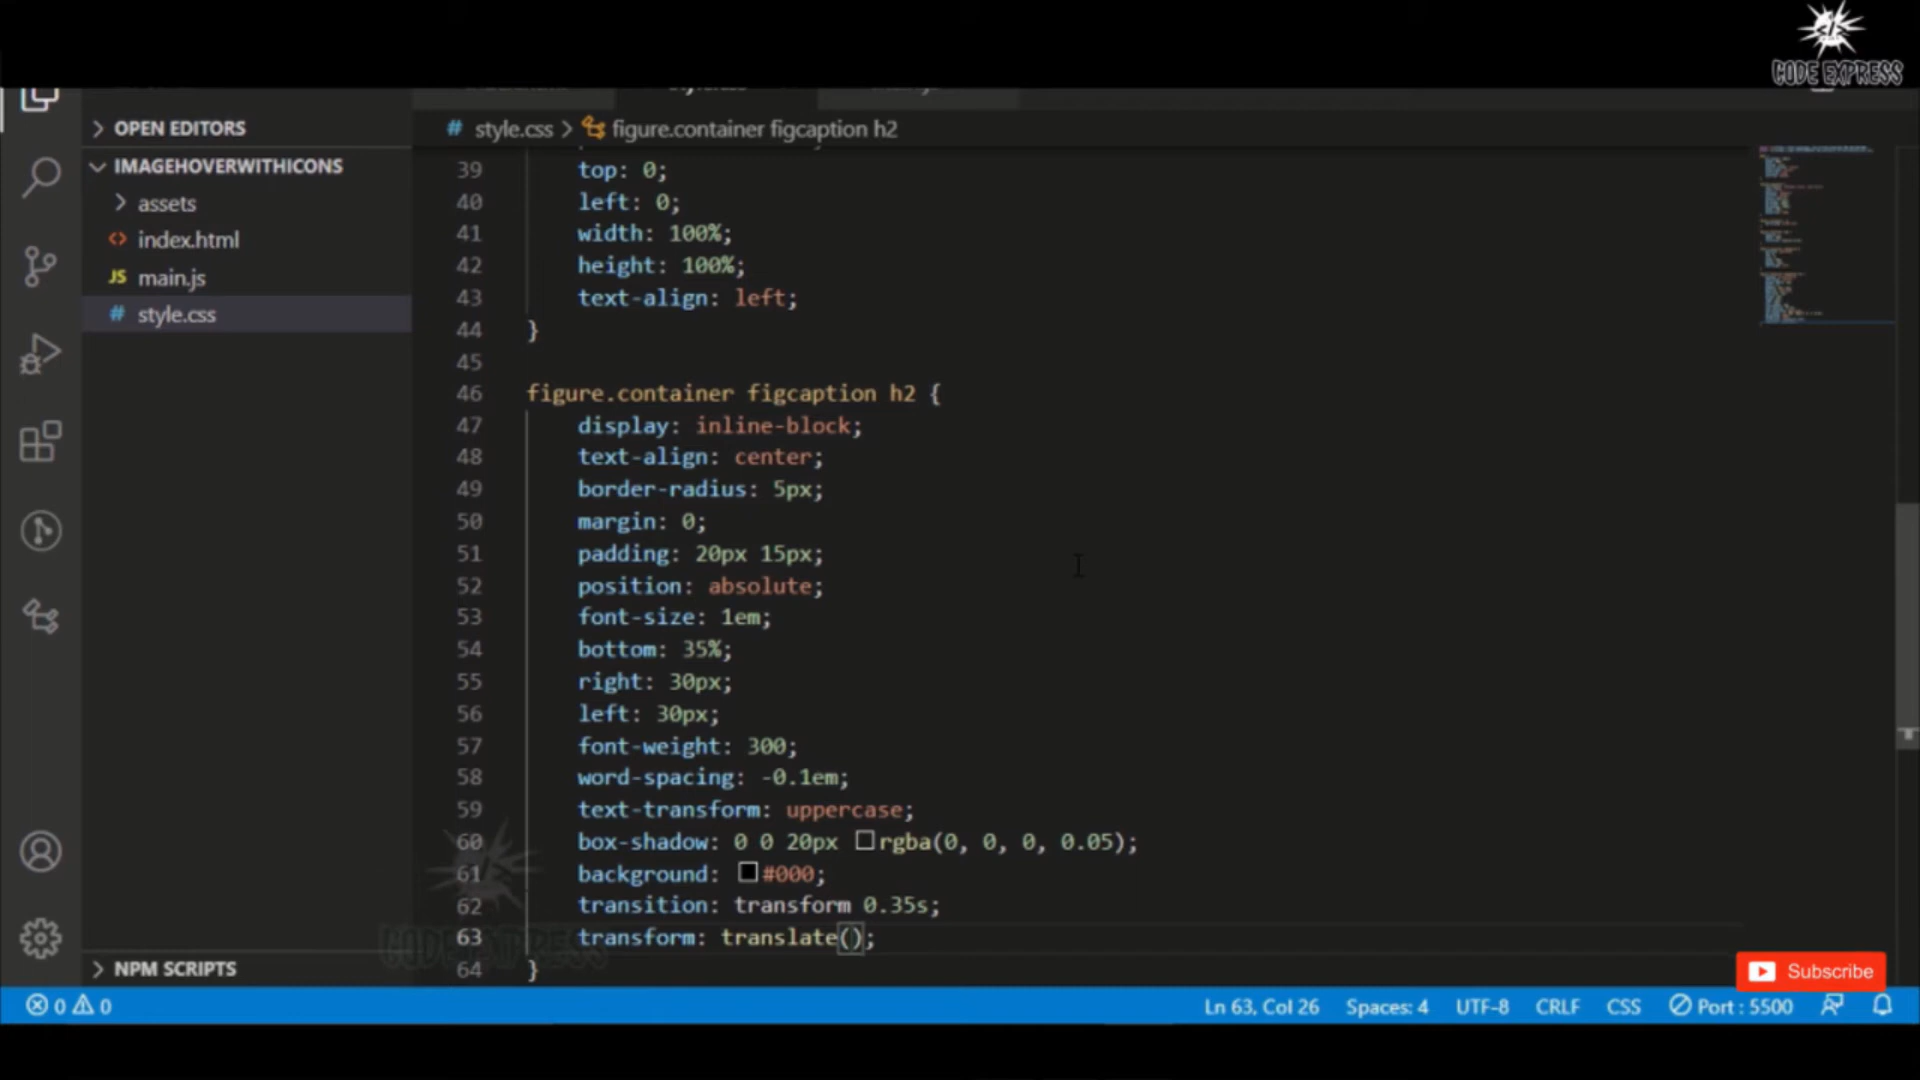 CODE EXPRESS
OPEN EDITORS
IMAGEHOVERWITHICONS
assets
index.html
JS main.js
# style.css
NPM SCRIPTS
# style.css > figure.container figcaption h2
39 top: 0;
40 left: 0;
41 width: 100%;
42 height: 100%;
43 text-align: left;
44 }
45
46 figure.container figcaption h2 {
47 display: inline-block;
48 text-align: center;
49 border-radius: 5px;
50 margin: 0;
51 padding: 20px 15px;
52 position: absolute;
53 font-size: 1em;
54 bottom: 35%;
55 right: 30px;
56 left: 30px;
57 font-weight: 300;
58 word-spacing: -0.1em;
59 text-transform: uppercase;
60 box-shadow: 0 0 20px rgba(0, 0, 0, 0.05);
61 background: #000;
62 transition: transform 0.35s;
63 transform: translate();
64 }
CODE EXPRESS
Subscribe
0 0 Ln 63, Col 26 Spaces: 4 UTF-8 CRLF CSS Port : 5500